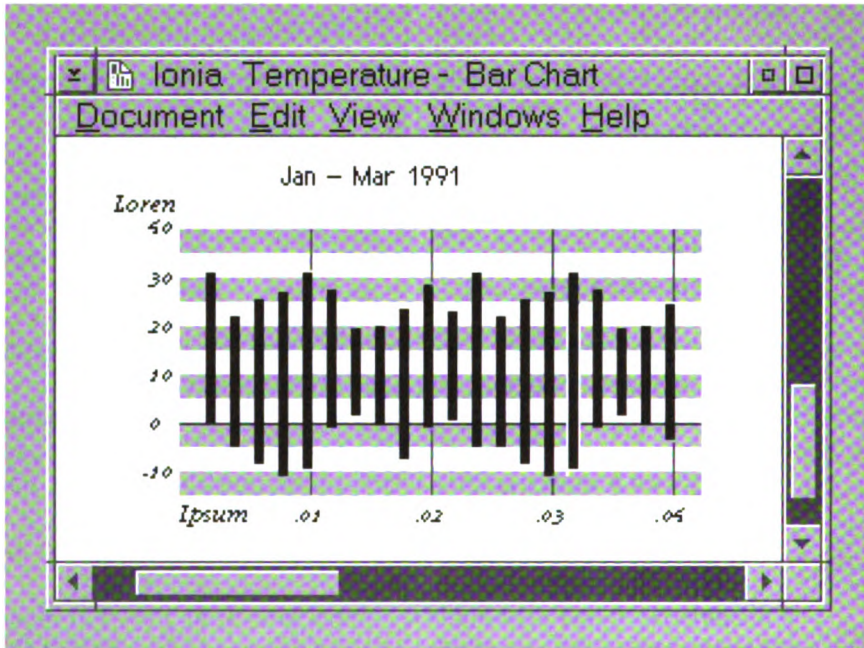 Ionia Temperature - Bar Chart
Document Edit View Windows Help
Jan – Mar 1991
Loren
40
30
20
10
0
-10
Ipsum .01 .02 .03 .04